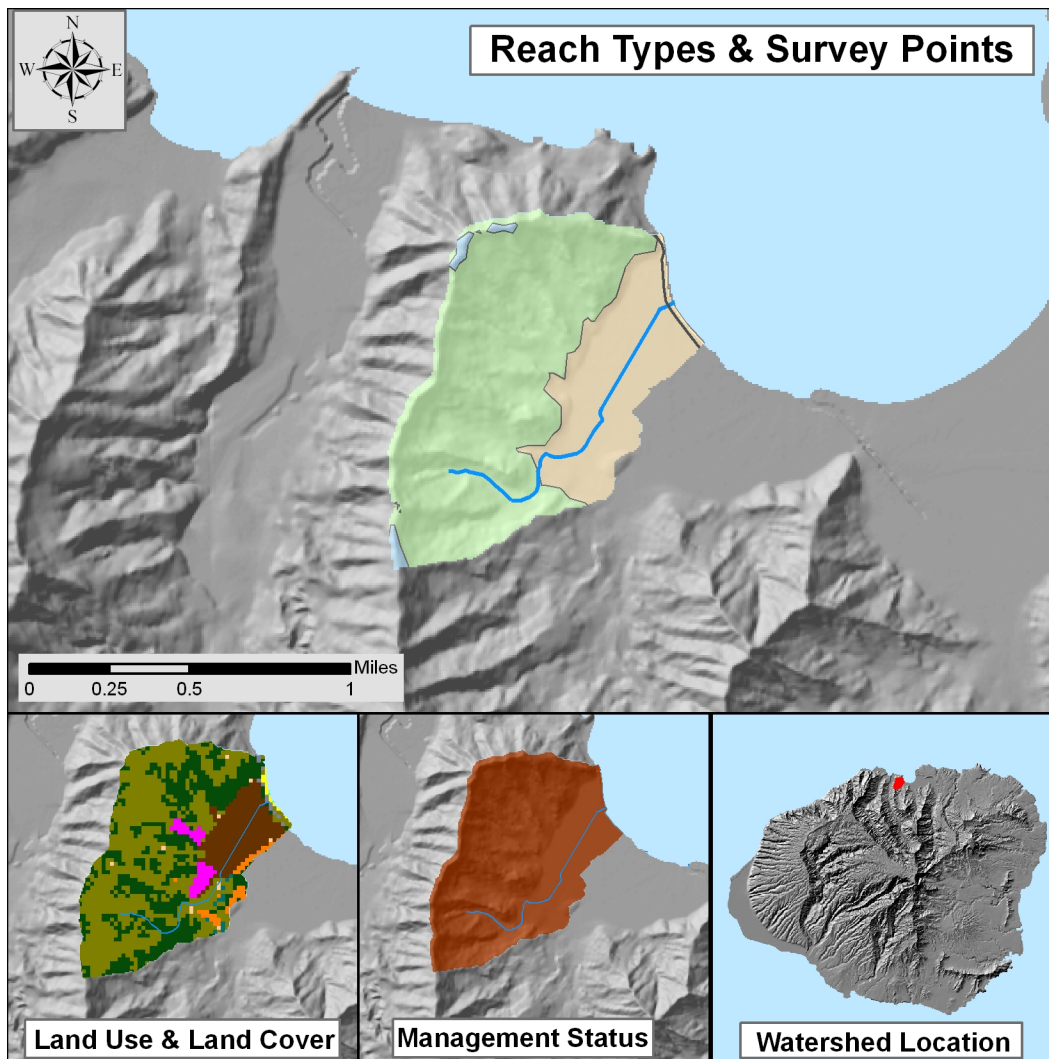 Reach Types & Survey Points
N
W E
S
Miles
0 0.25 0.5 1
Land Use & Land Cover
Management Status
Watershed Location